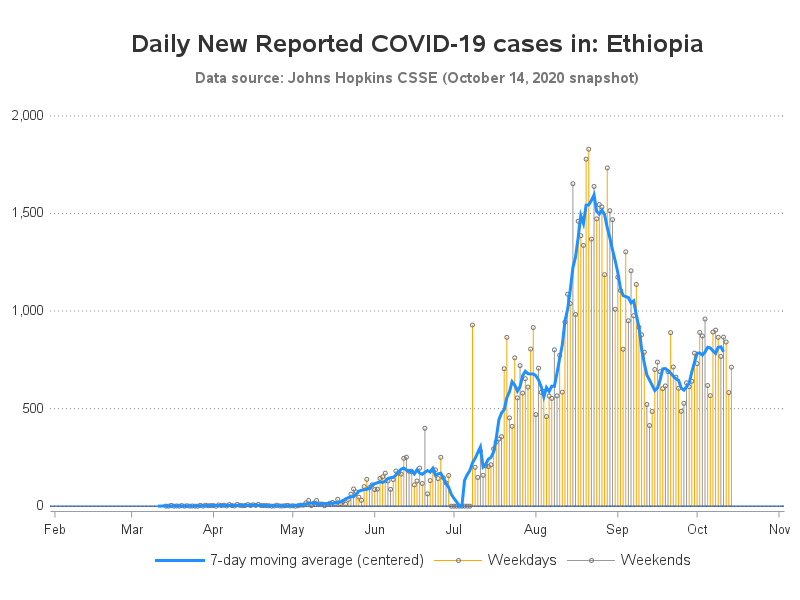 Daily New Reported COVID-19 cases in: Ethiopia
Data source: Johns Hopkins CSSE (October 14, 2020 snapshot)
2,000
1,500
1,000
500
0
Feb Mar Apr May Jun Jul Aug Sep Oct Nov
7-day moving average (centered) Weekdays Weekends